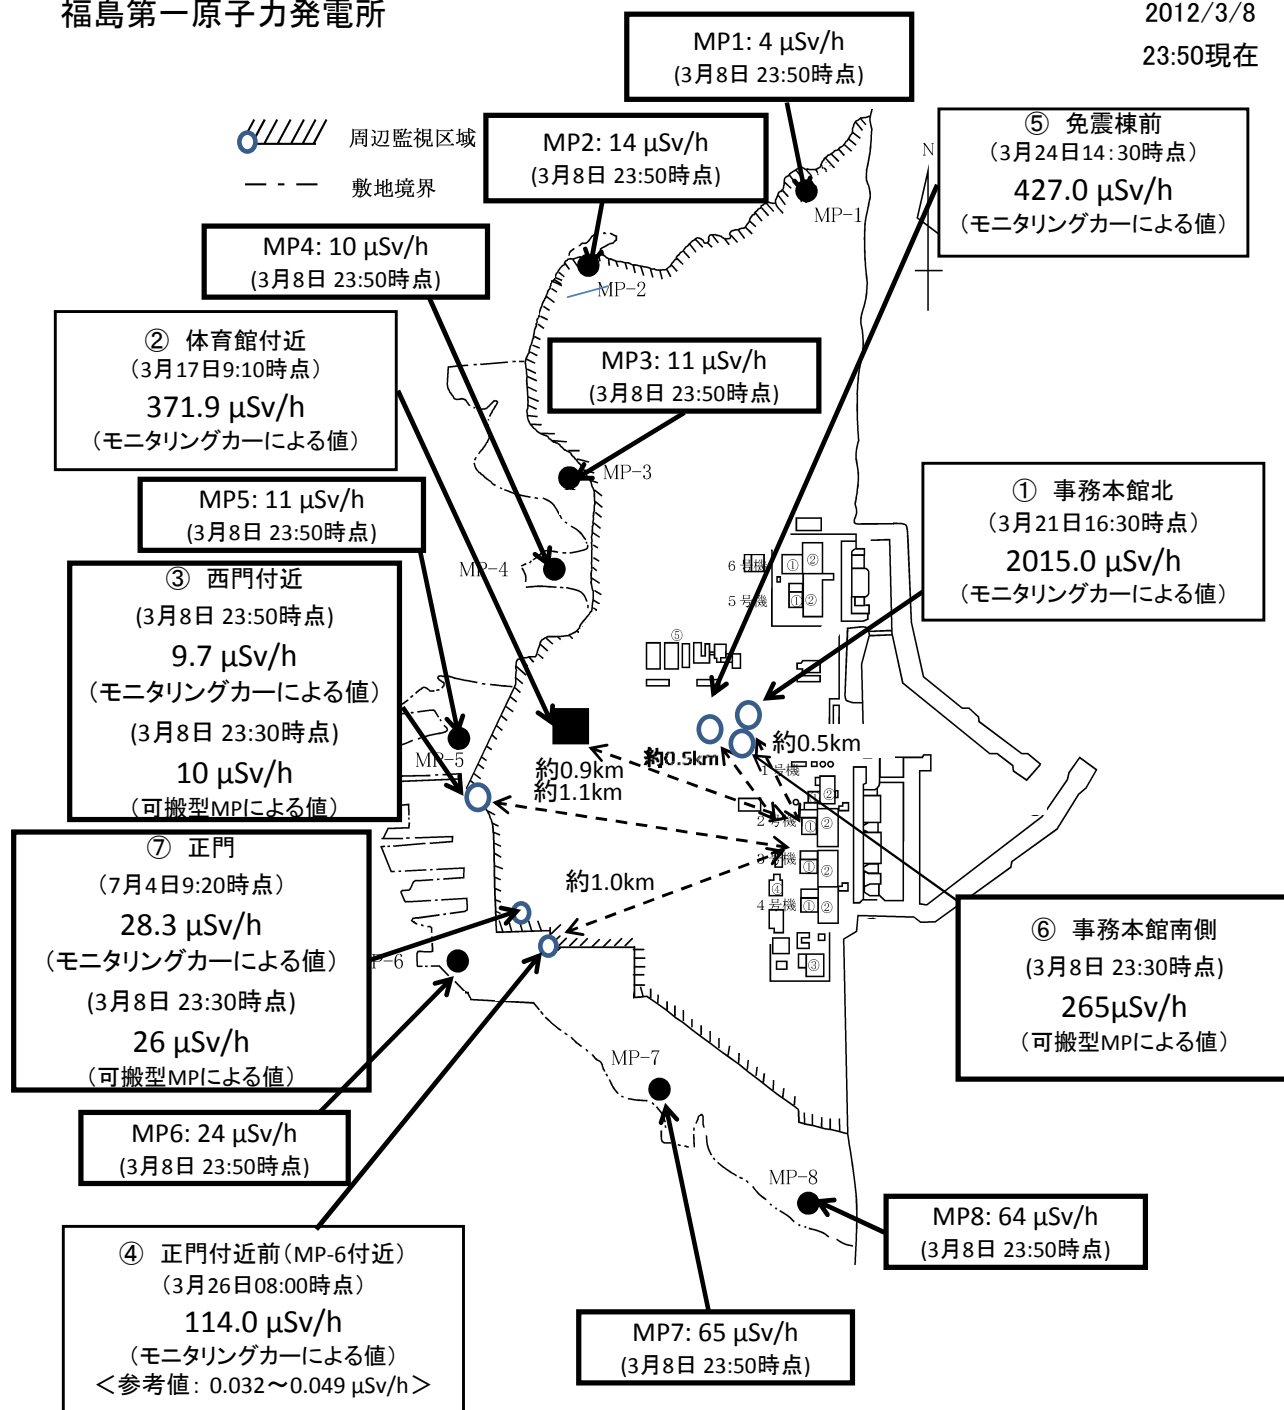 福島第一原子力発電所
2012/3/8
23:50現在
MP1: 4 µSv/h
(3月8日 23:50時点)
周辺監視区域
敷地境界
MP2: 14 µSv/h
(3月8日 23:50時点)
⑤ 免震棟前
(3月24日14:30時点)
427.0 µSv/h
(モニタリングカーによる値)
N
MP-1
MP4: 10 µSv/h
(3月8日 23:50時点)
MP-2
② 体育館付近
(3月17日9:10時点)
371.9 µSv/h
(モニタリングカーによる値)
MP3: 11 µSv/h
(3月8日 23:50時点)
MP-3
MP5: 11 µSv/h
(3月8日 23:50時点)
① 事務本館北
(3月21日16:30時点)
2015.0 µSv/h
(モニタリングカーによる値)
MP-4
6号機
①
②
5号機
①
②
③ 西門付近
(3月8日 23:50時点)
9.7 µSv/h
(モニタリングカーによる値)
(3月8日 23:30時点)
10 µSv/h
(可搬型MPによる値)
⑤
MP-5
約0.9km
約1.1km
約0.5km
約0.5km
1号機
①
②
2号機
①
②
3号機
①
②
④
4号機
①
②
③
約1.0km
⑦ 正門
(7月4日9:20時点)
28.3 µSv/h
(モニタリングカーによる値)
(3月8日 23:30時点)
26 µSv/h
(可搬型MPによる値)
P-6
⑥ 事務本館南側
(3月8日 23:30時点)
265µSv/h
(可搬型MPによる値)
MP-7
MP6: 24 µSv/h
(3月8日 23:50時点)
MP-8
MP8: 64 µSv/h
(3月8日 23:50時点)
④ 正門付近前(MP-6付近)
(3月26日08:00時点)
114.0 µSv/h
(モニタリングカーによる値)
<参考値: 0.032~0.049 µSv/h>
MP7: 65 µSv/h
(3月8日 23:50時点)